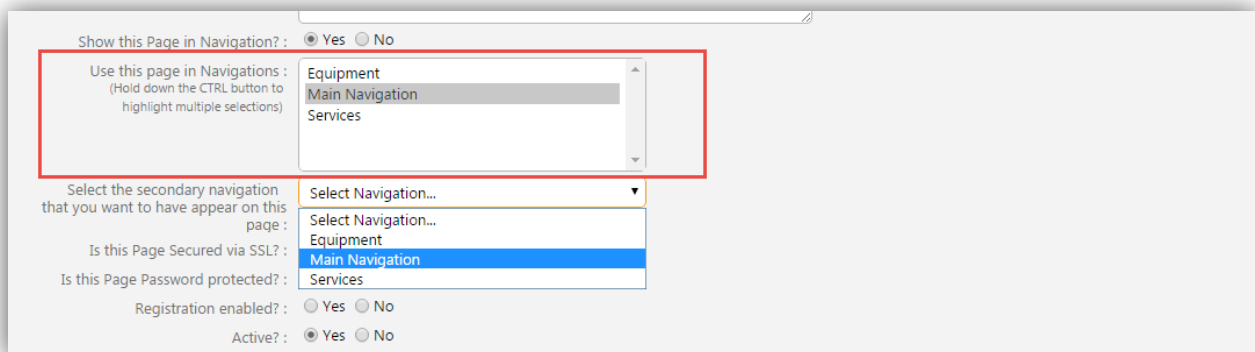 Show this Page in Navigation? : Yes No
Use this page in Navigations :
(Hold down the CTRL button to
highlight multiple selections)
Equipment
Main Navigation
Services
Select the secondary navigation
that you want to have appear on this
page :
Select Navigation...
Select Navigation...
Equipment
Main Navigation
Services
Is this Page Secured via SSL? :
Is this Page Password protected? :
Registration enabled? : Yes No
Active? : Yes No